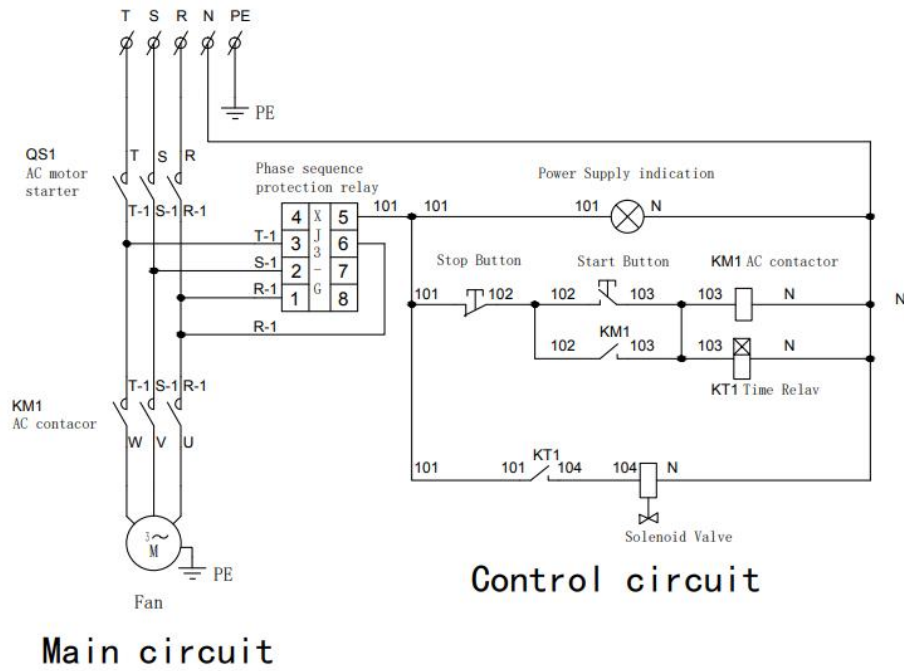 T S R N PE
PE
QS1
AC motor
starter
T S R
T-1 S-1 R-1
Phase sequence
protection relay
4 X 5
3 J 6
2 3 7
-
1 G 8
T-1
S-1
R-1
R-1
101 101
Power Supply indication
101 N
Stop Button
Start Button
KM1 AC contactor
101 102 102 103 103 N
N
KM1
102 103 103 N
KT1 Time Relav
KM1
AC contacor
T-1 S-1 R-1
W V U
KT1
101 101 104 104 N
Solenoid Valve
3~
M
PE
Fan
Control circuit
Main circuit